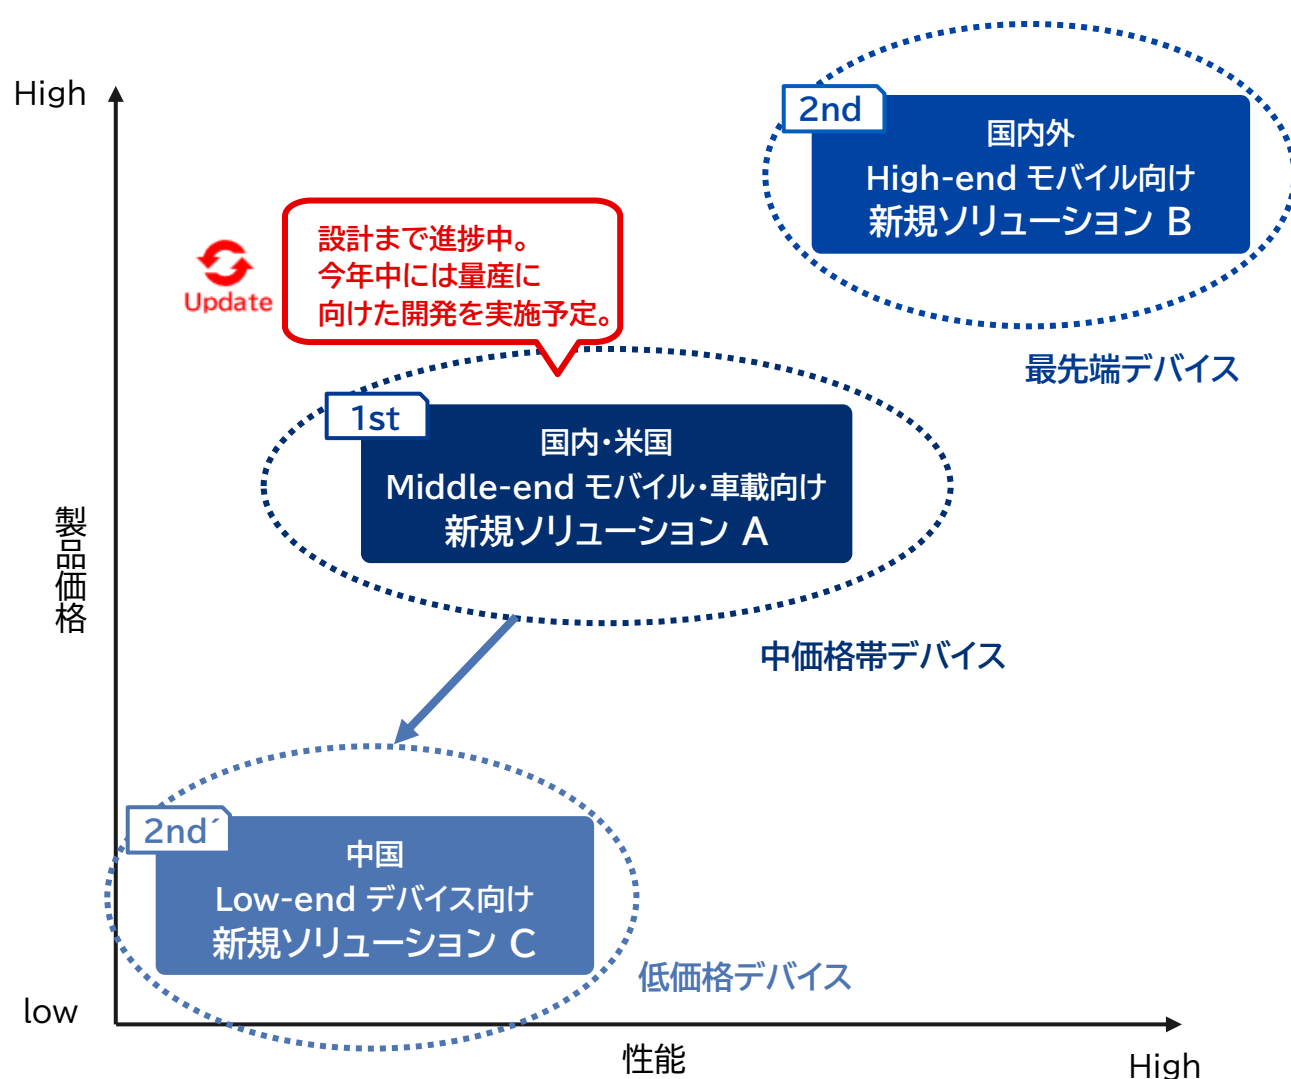 High
2nd
国内外
High-end モバイル向け
新規ソリューション B
設計まで進捗中。
今年中には量産に
向けた開発を実施予定。
Update
最先端デバイス
1st
国内・米国
Middle-end モバイル・車載向け
新規ソリューション A
製品価格
中価格帯デバイス
2nd´
中国
Low-end デバイス向け
新規ソリューション C
低価格デバイス
low
性能
High